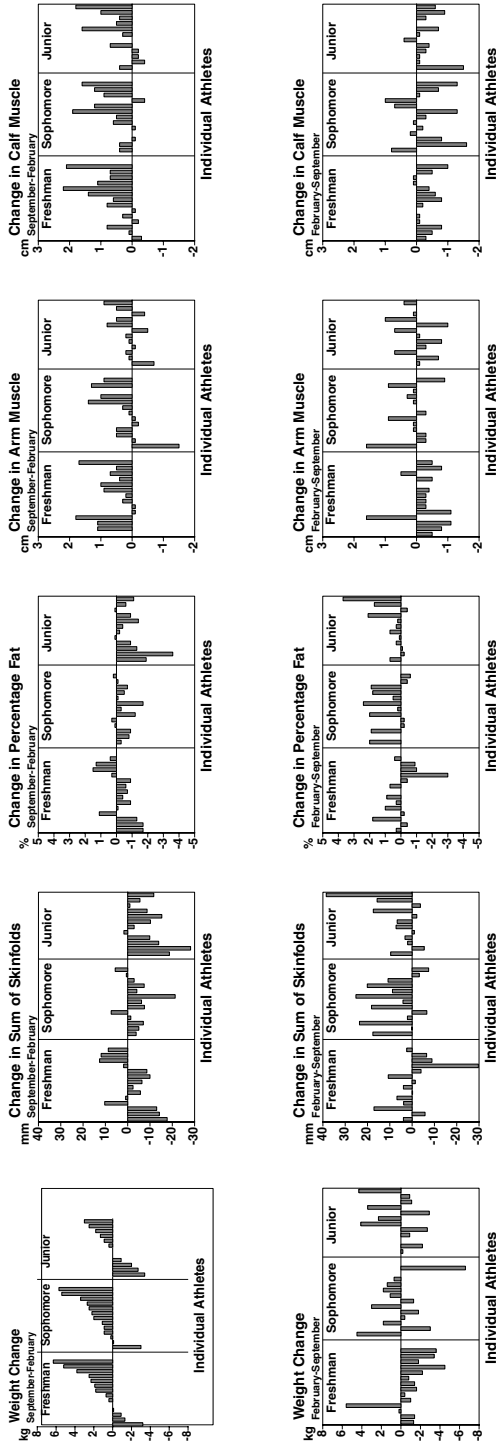 Weight Change
kg September-February
8
6
4
2
0
-2
-4
-6
-8
Freshman Sophomore Junior
Individual Athletes
Change in Sum of Skinfolds
mm September-February
40
30
20
10
0
-10
-20
-30
Freshman Sophomore Junior
Individual Athletes
Change in Percentage Fat
% September-February
5
4
3
2
1
0
-1
-2
-3
-4
-5
Freshman Sophomore Junior
Individual Athletes
Change in Arm Muscle
cm September-February
3
2
1
0
-1
-2
Freshman Sophomore Junior
Individual Athletes
Change in Calf Muscle
cm September-February
3
2
1
0
-1
-2
Freshman Sophomore Junior
Individual Athletes
Weight Change
kg February-September
8
6
4
2
0
-2
-4
-6
-8
Freshman Sophomore Junior
Individual Athletes
Change in Sum of Skinfolds
mm February-September
40
30
20
10
0
-10
-20
-30
Freshman Sophomore Junior
Individual Athletes
Change in Percentage Fat
% February-September
5
4
3
2
1
0
-1
-2
-3
-4
-5
Freshman Sophomore Junior
Individual Athletes
Change in Arm Muscle
cm February-September
3
2
1
0
-1
-2
Freshman Sophomore Junior
Individual Athletes
Change in Calf Muscle
cm February-September
3
2
1
0
-1
-2
Freshman Sophomore Junior
Individual Athletes